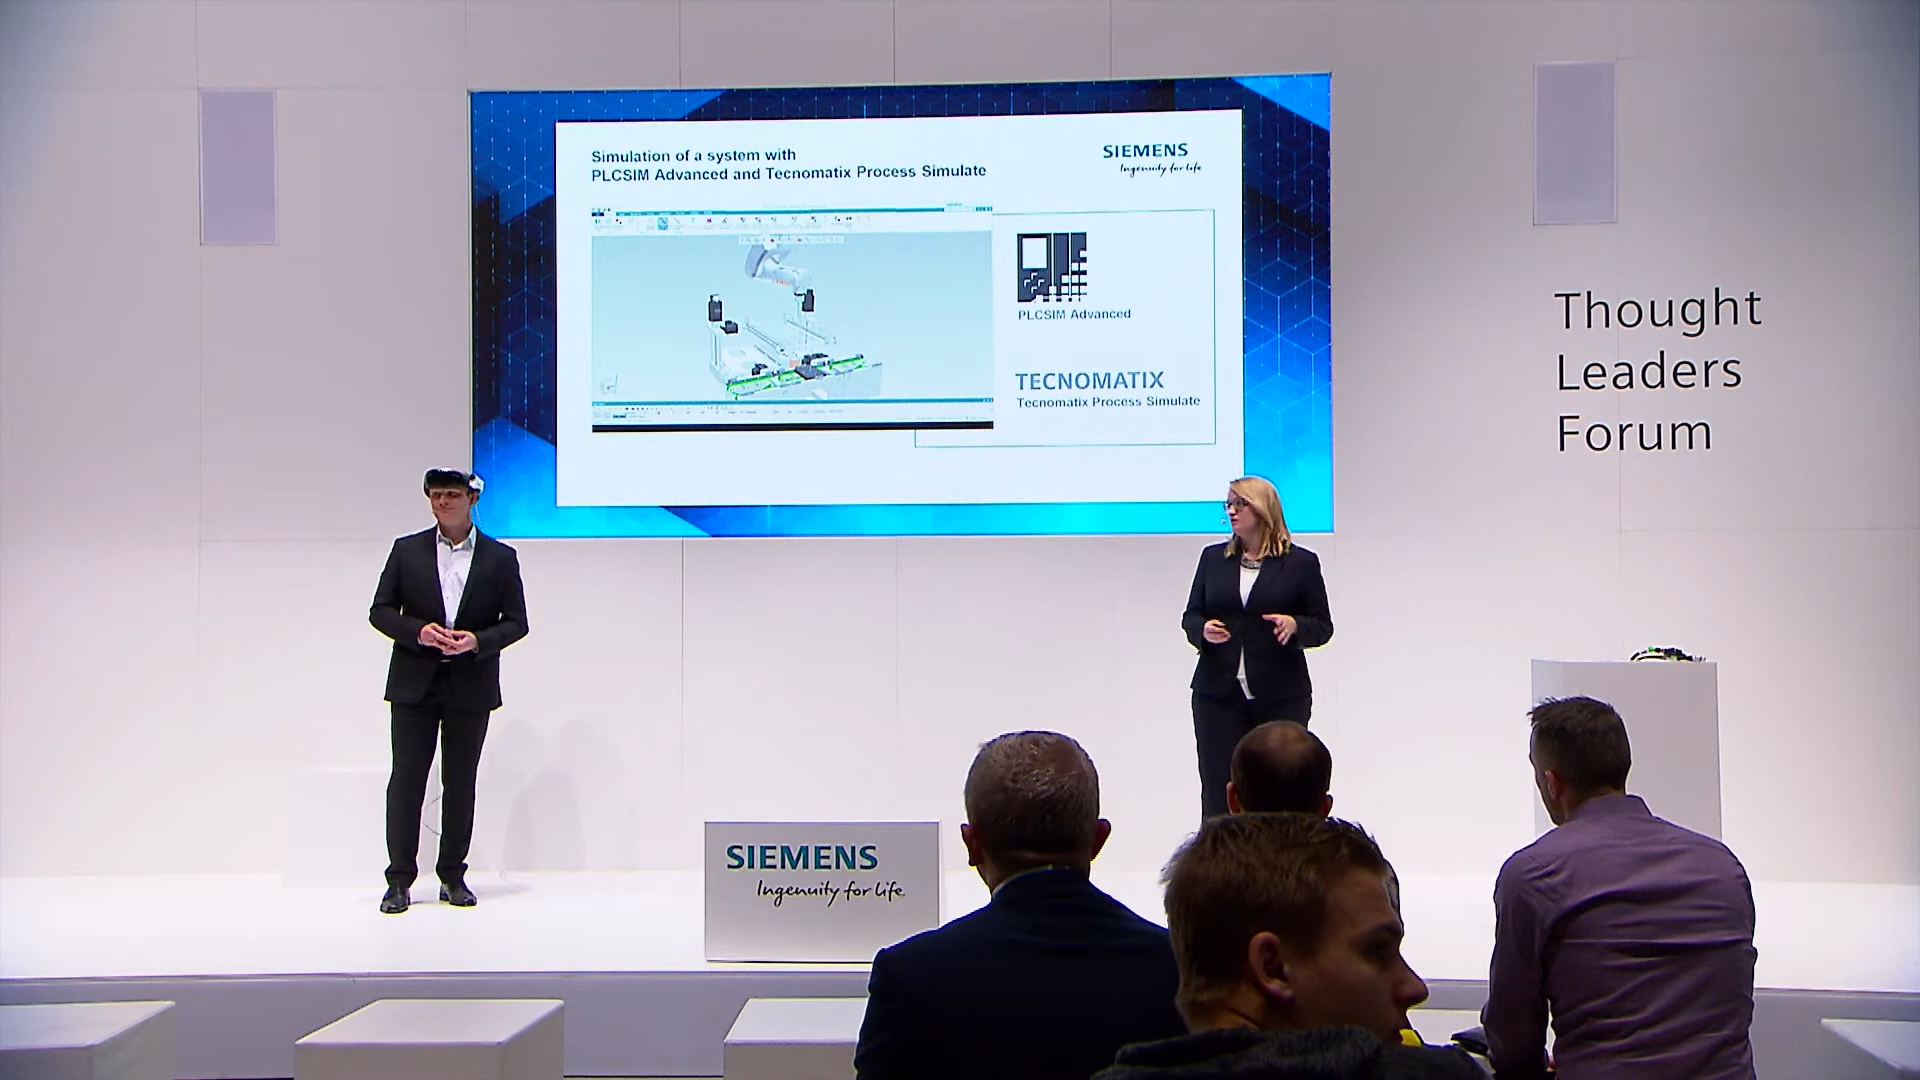 Simulation of a system with
PLCSIM Advanced and Tecnomatix Process Simulate
SIEMENS
Ingenuity for life
PLCSIM Advanced
TECNOMATIX
Tecnomatix Process Simulate
Thought
Leaders
Forum
SIEMENS
Ingenuity for life